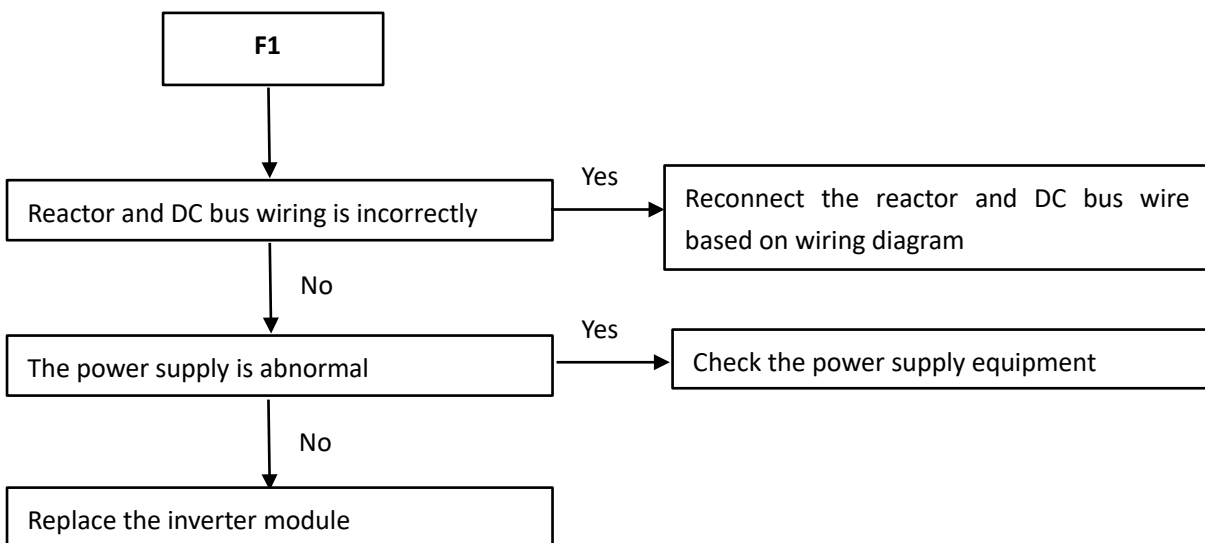 F1
Yes
Reactor and DC bus wiring is incorrectly
Reconnect the reactor and DC bus wire
based on wiring diagram
No
Yes
The power supply is abnormal
Check the power supply equipment
No
Replace the inverter module